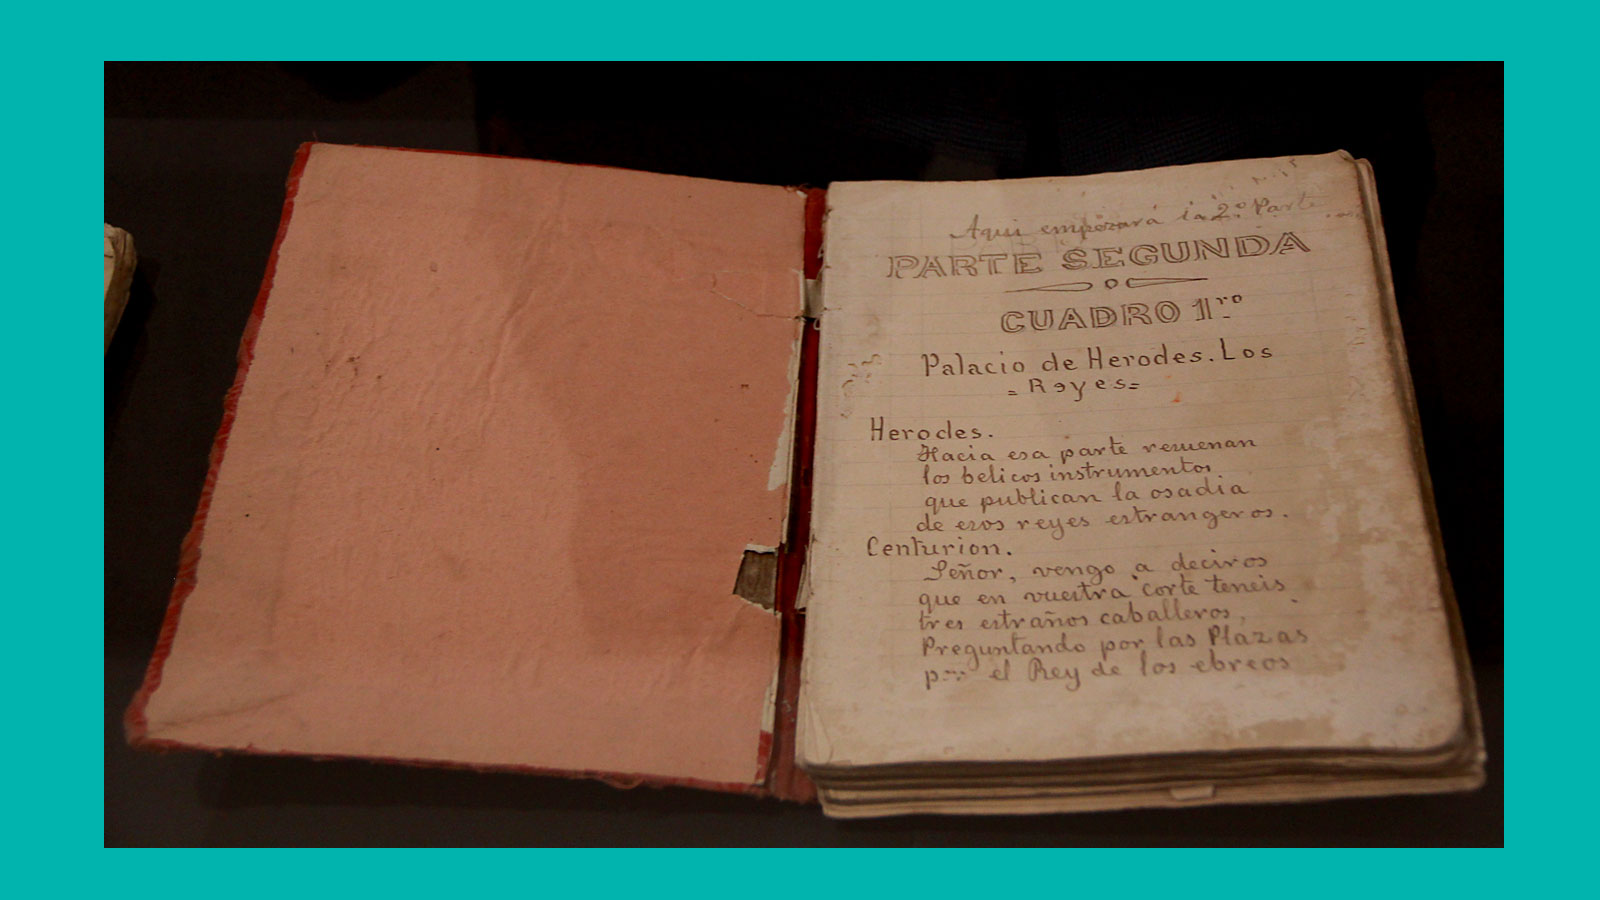 Aqui empezará la 2º Parte
PARTE SEGUNDA
CUADRO 1ro
Palacio de Herodes. Los
= Reyes =
Herodes.
Hacia esa parte resuenan
los belicos instrumentos
que publican la osadia
de esos reyes estrangeros.
Centurion.
Señor, vengo a deciros
que en vuestra corte teneis
tres estraños caballeros,
Preguntando por las Plazas
por el Rey de los ebreos